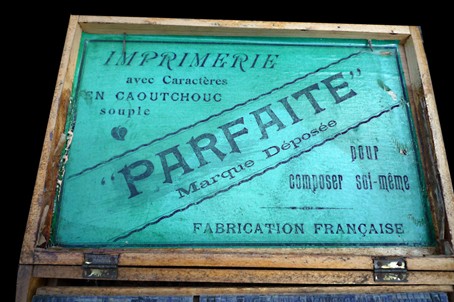 IMPRIMERIE
avec Caractères
EN CAOUTCHOUC
souple
"PARFAITE"
Marque Déposée
pour
composer soi-même
FABRICATION FRANÇAISE